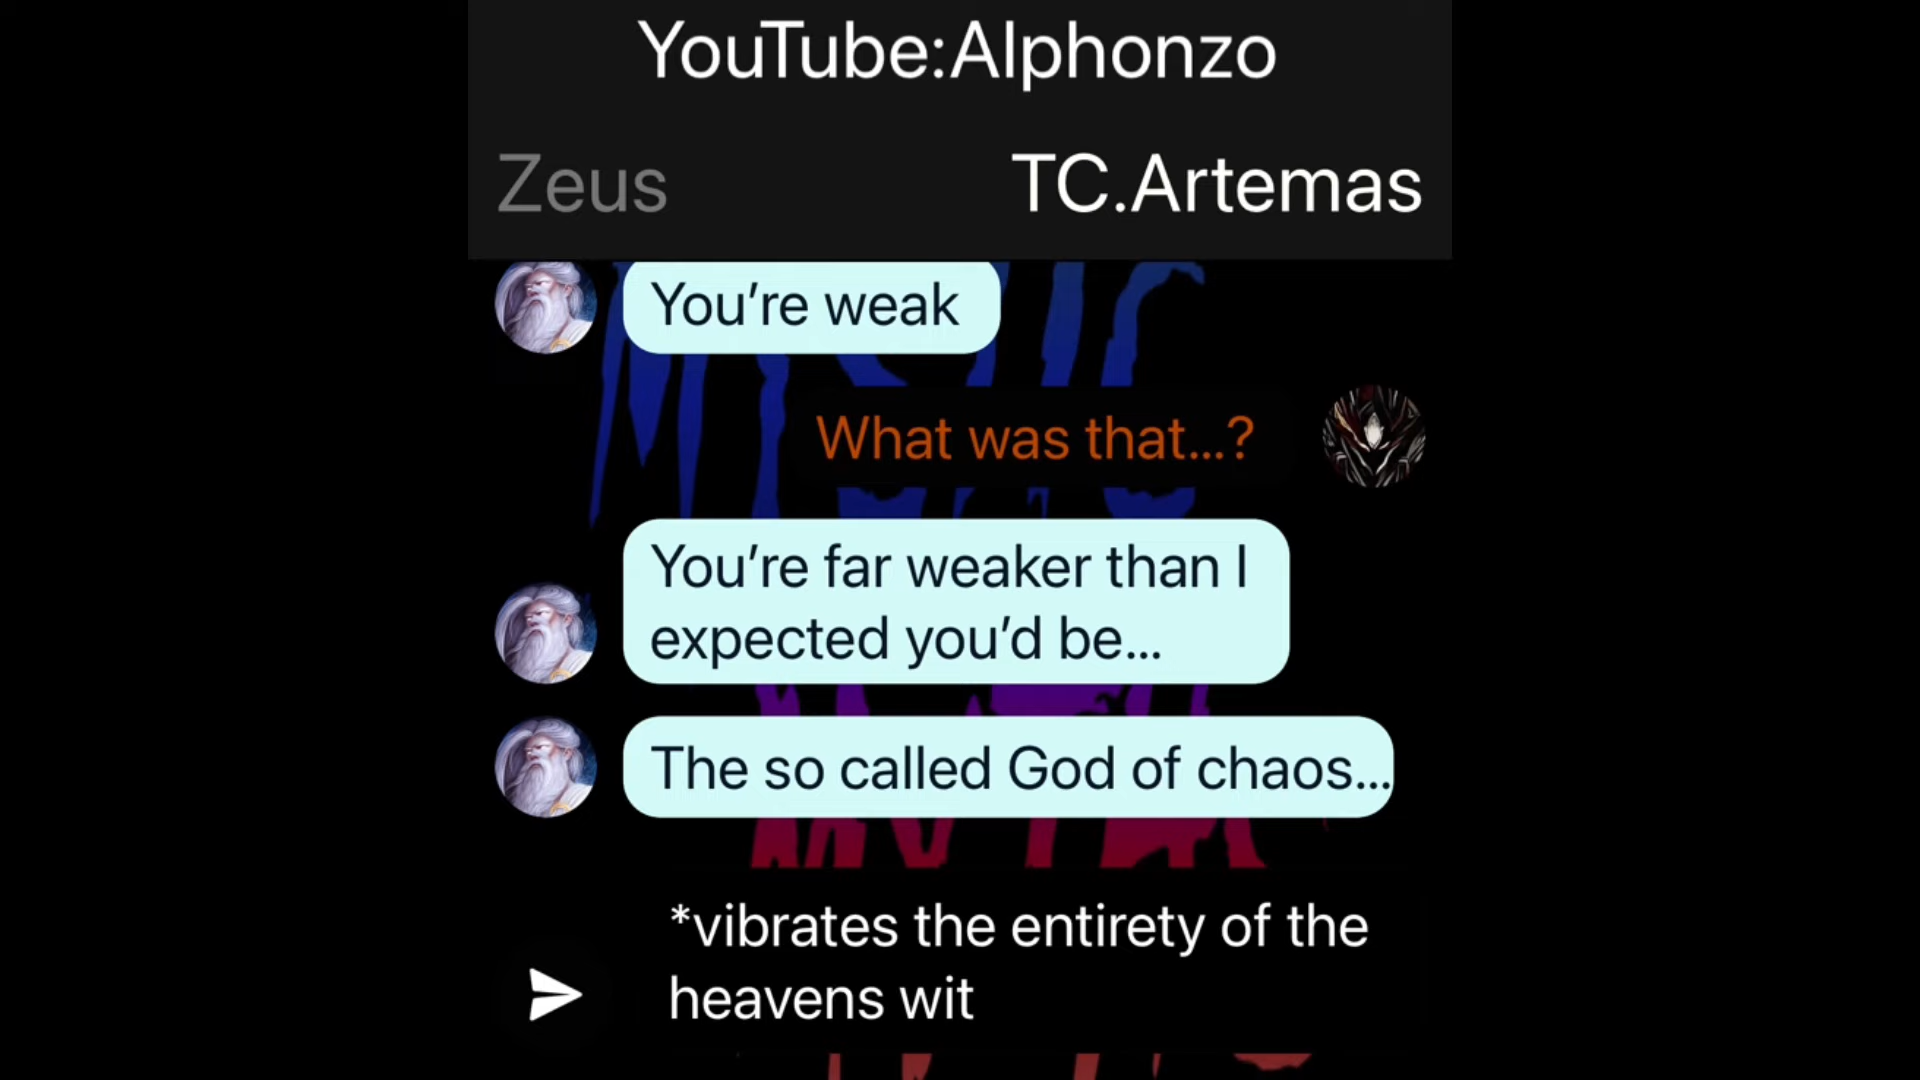 YouTube:Alphonzo
Zeus TC.Artemas
You’re weak
What was that...?
You’re far weaker than I
expected you’d be...
The so called God of chaos...
*vibrates the entirety of the
heavens wit